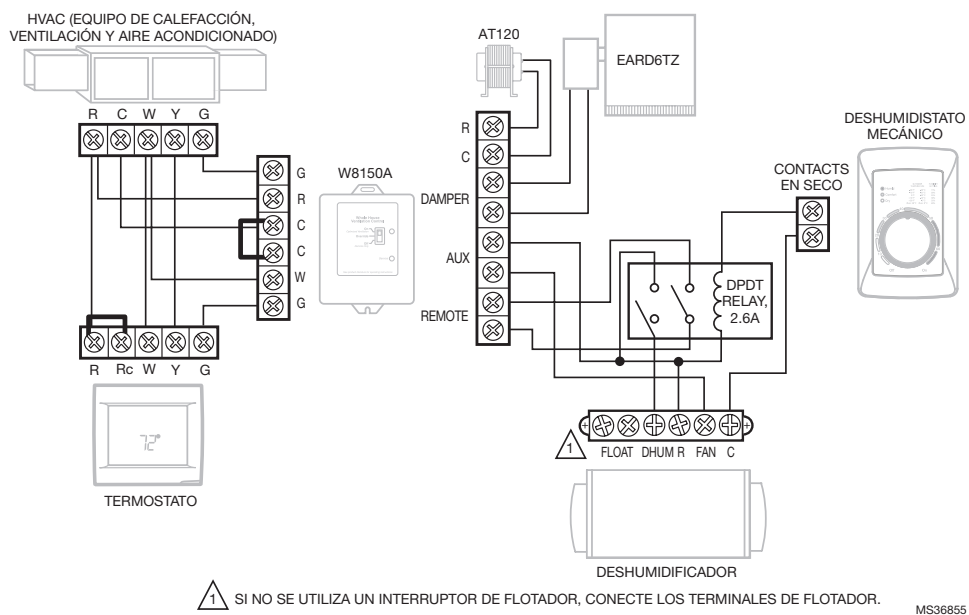 HVAC (EQUIPO DE CALEFACCIÓN,
VENTILACIÓN Y AIRE ACONDICIONADO)
R C W Y G
G
R
C
C
W
G
W8150A
R Rc W Y G
72°
TERMOSTATO
AT120
EARD6TZ
R
C
DAMPER
AUX
REMOTE
DPDT
RELAY,
2.6A
CONTACTS
EN SECO
DESHUMIDISTATO
MECÁNICO
1
FLOAT DHUM R FAN C
DESHUMIDIFICADOR
1 SI NO SE UTILIZA UN INTERRUPTOR DE FLOTADOR, CONECTE LOS TERMINALES DE FLOTADOR.
MS36855